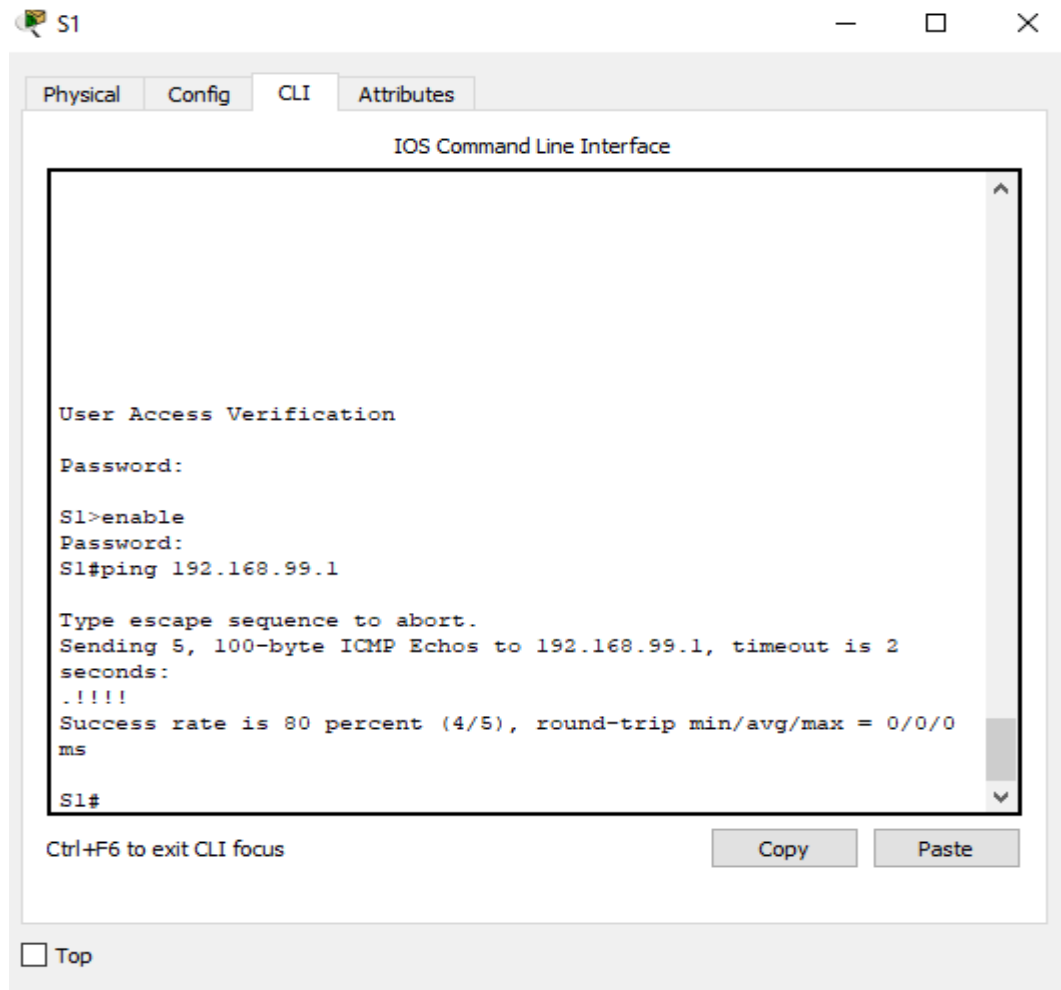 S1
Physical Config CLI Attributes
IOS Command Line Interface
User Access Verification
Password:
S1>enable
Password:
S1#ping 192.168.99.1
Type escape sequence to abort.
Sending 5, 100-byte ICMP Echos to 192.168.99.1, timeout is 2
seconds:
.!!!!
Success rate is 80 percent (4/5), round-trip min/avg/max = 0/0/0
ms
S1#
Ctrl+F6 to exit CLI focus Copy Paste
Top